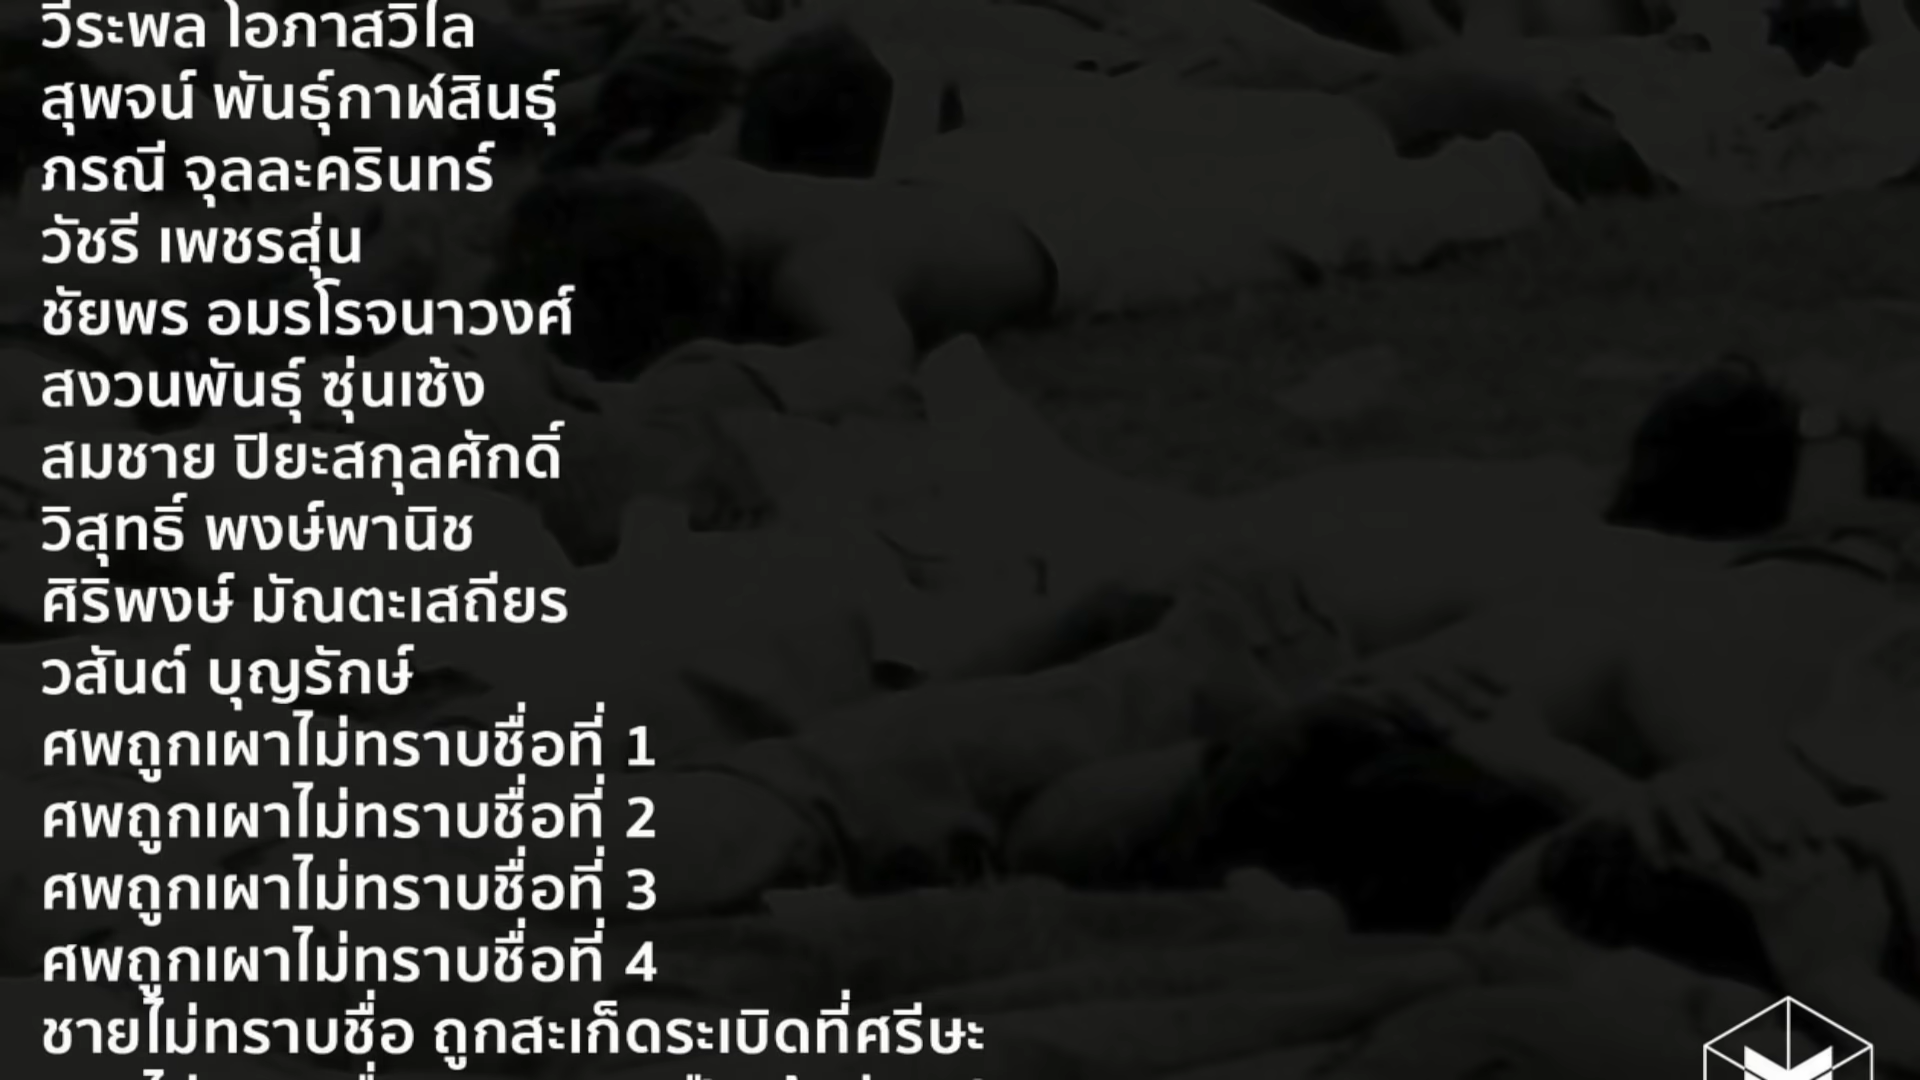 วีระพล โอภาสวิไล
สุพจน์ พันธุ์กาฬสินธุ์
ภรณี จุลละครินทร์
วัชรี เพชรสุ่น
ชัยพร อมรโรจนาวงศ์
สงวนพันธุ์ ซุ่นเซ้ง
สมชาย ปิยะสกุลศักดิ์
วิสุทธิ์ พงษ์พานิช
ศิริพงษ์ มัณตะเสถียร
วสันต์ บุญรักษ์
ศพถูกเผาไม่ทราบชื่อที่ 1
ศพถูกเผาไม่ทราบชื่อที่ 2
ศพถูกเผาไม่ทราบชื่อที่ 3
ศพถูกเผาไม่ทราบชื่อที่ 4
ชายไม่ทราบชื่อ ถูกสะเก็ดระเบิดที่ศรีษะ